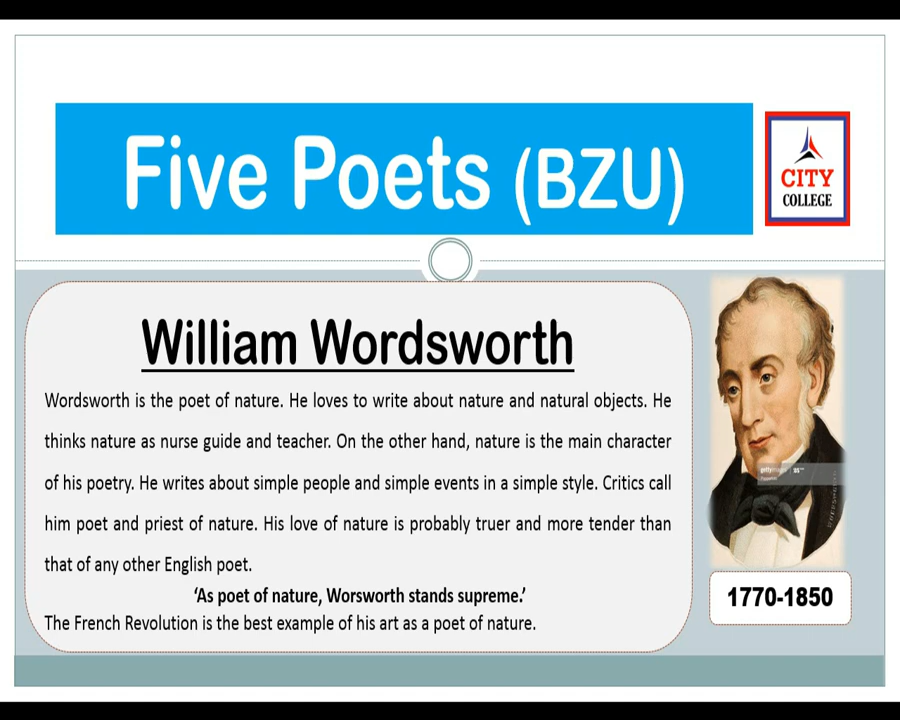 Five Poets (BZU)
CITY
COLLEGE
William Wordsworth
Wordsworth is the poet of nature. He loves to write about nature and natural objects. He
thinks nature as nurse guide and teacher. On the other hand, nature is the main character
of his poetry. He writes about simple people and simple events in a simple style. Critics call
him poet and priest of nature. His love of nature is probably truer and more tender than
that of any other English poet.
‘As poet of nature, Worsworth stands supreme.’
The French Revolution is the best example of his art as a poet of nature.
gettyimages
1770-1850